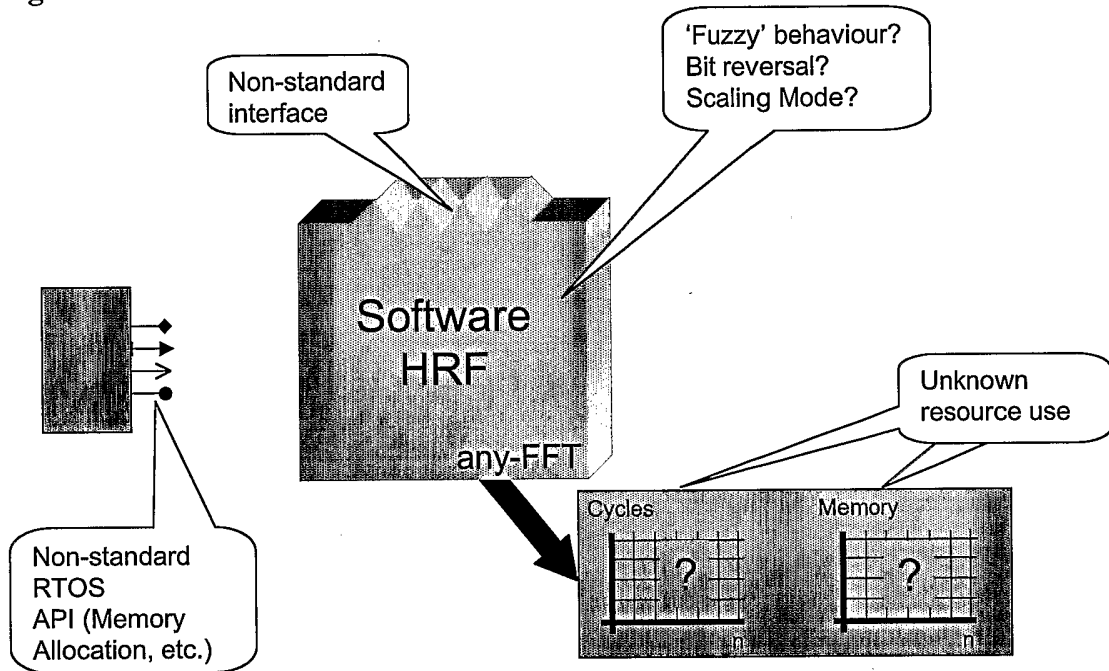 'Fuzzy' behaviour?
Bit reversal?
Scaling Mode?
Non-standard
interface
Software
HRF
any-FFT
Unknown
resource use
Non-standard
RTOS
API (Memory
Allocation, etc.)
Cycles
?
n
Memory
?
n